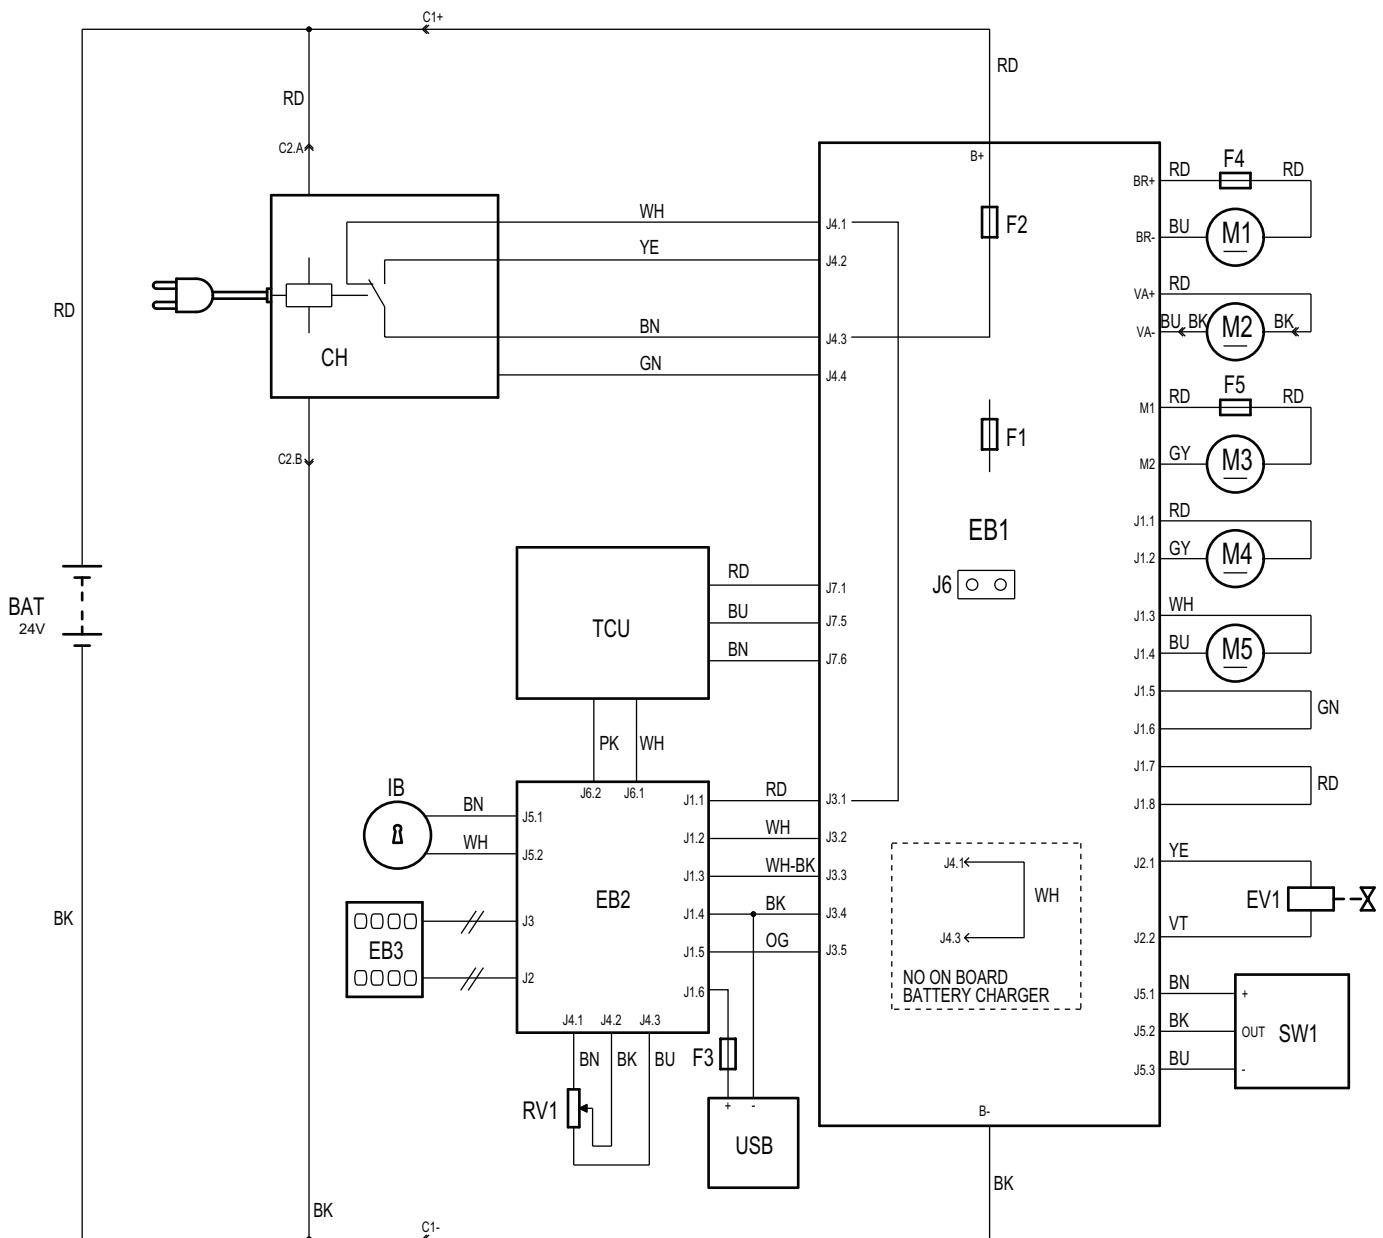 C1+
RD
RD
C2.A
B+
BR+
RD
F4
RD
WH
J4.1
F2
BR-
BU
M1
YE
J4.2
RD
VA+
RD
BN
J4.3
VA-
BU
BK
M2
BK
CH
GN
J4.4
M1
RD
F5
RD
C2.B
F1
M2
GY
M3
EB1
J1.1
RD
J1.2
GY
M4
BAT
24V
TCU
RD
J7.1
J6
BU
J7.5
J1.3
WH
BN
J7.6
J1.4
BU
M5
J1.5
GN
J1.6
PK
WH
J1.7
RD
J1.8
IB
BN
J5.1
J6.2
J6.1
J1.1
RD
J3.1
WH
J5.2
J1.2
WH
J3.2
EB2
J1.3
WH-BK
J3.3
J4.1
WH
J2.1
YE
EV1
BK
EB3
J3
J1.4
BK
J3.4
J4.3
J2.2
VT
J2
J1.5
OG
J3.5
NO ON BOARD
BATTERY CHARGER
J1.6
J5.1
BN
+
J4.1
J4.2
J4.3
J5.2
BK
OUT
SW1
BN
BK
BU
F3
J5.3
BU
-
RV1
+
-
USB
B-
BK
BK
C1-